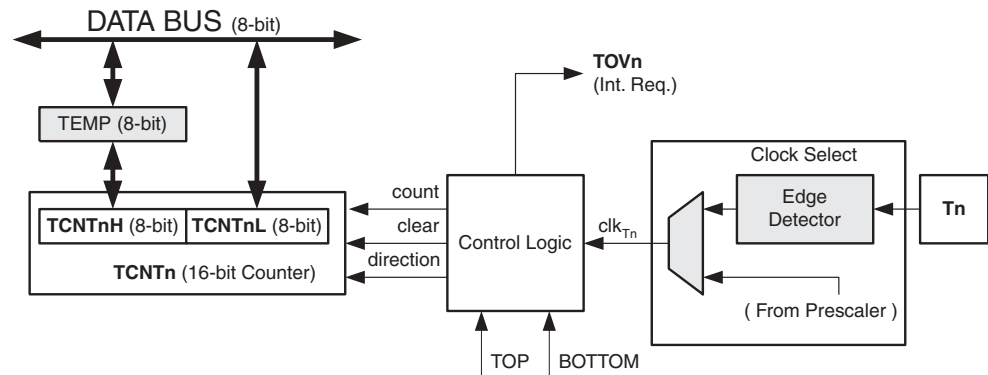 DATA BUS (8-bit)
TEMP (8-bit)
TCNTnH (8-bit) TCNTnL (8-bit)
TCNTn (16-bit Counter)
count
clear
direction
Control Logic
TOVn
(Int. Req.)
TOP
BOTTOM
clkTn
Clock Select
Edge
Detector
( From Prescaler )
Tn